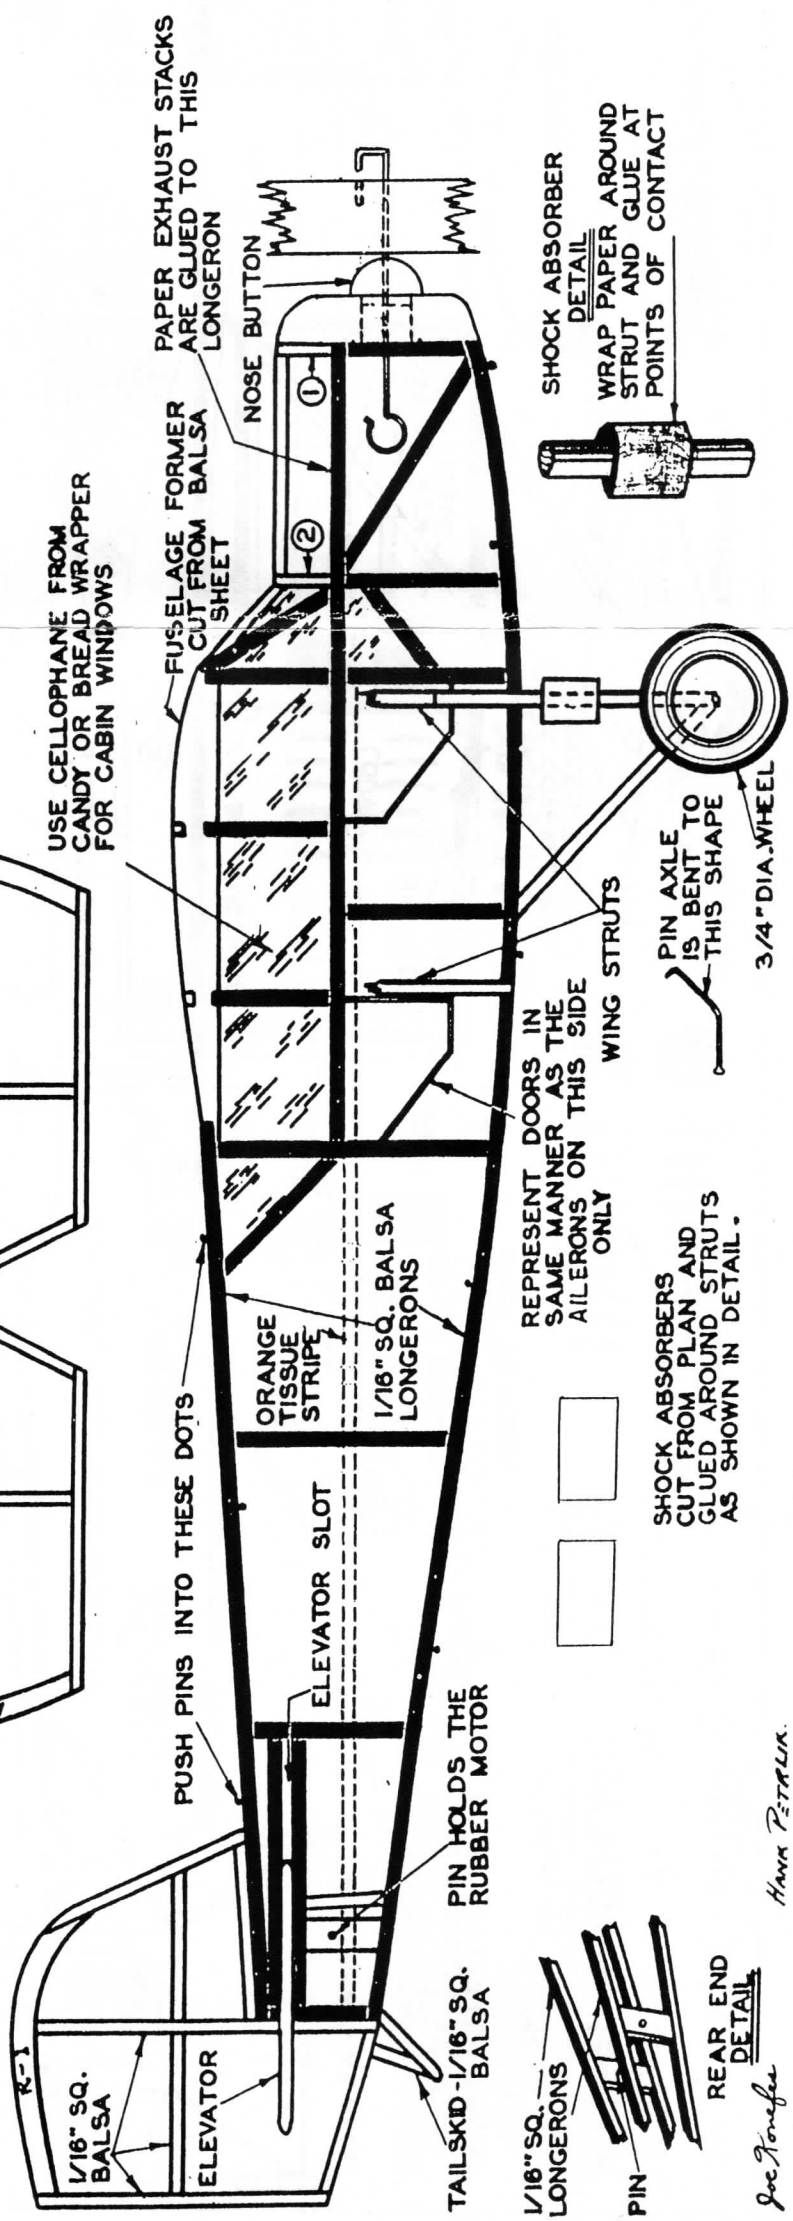 USE CELLOPHANE FROM
CANDY OR BREAD WRAPPER
FOR CABIN WINDOWS
FUSELAGE FORMER
CUT FROM BALSA
SHEET
PAPER EXHAUST STACKS
ARE GLUED TO THIS
LONGERON
NOSE BUTTON
PUSH PINS INTO THESE DOTS
R-1
1/16" SQ.
BALSA
ELEVATOR
ELEVATOR SLOT
ORANGE
TISSUE
STRIPE
1/16" SQ. BALSA
LONGERONS
2
1
PIN HOLDS THE
RUBBER MOTOR
TAILSKID-1/16" SQ.
BALSA
REPRESENT DOORS IN
SAME MANNER AS THE
AILERONS ON THIS SIDE
ONLY
WING STRUTS
SHOCK ABSORBER
DETAIL
WRAP PAPER AROUND
STRUT AND GLUE AT
POINTS OF CONTACT
PIN AXLE
IS BENT TO
THIS SHAPE
3/4" DIA. WHEEL
SHOCK ABSORBERS
CUT FROM PLAN AND
GLUED AROUND STRUTS
AS SHOWN IN DETAIL.
1/16" SQ.
LONGERONS
PIN
REAR END
DETAIL
Joe Konefes
HANK PETRLIK.